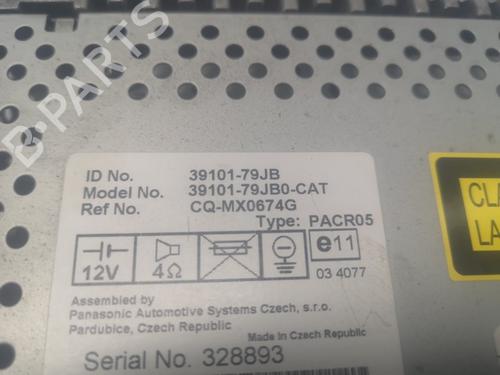 B-PARTS
ID No. 39101-79JB
Model No. 39101-79JB0-CAT
Ref No. CQ-MX0674G
Type: PACR05
12V 4Ω e11
03 4077
Assembled by
Panasonic Automotive Systems Czech, s.r.o.
Pardubice, Czech Republic
Made in Czech Republic
Serial No. 328893